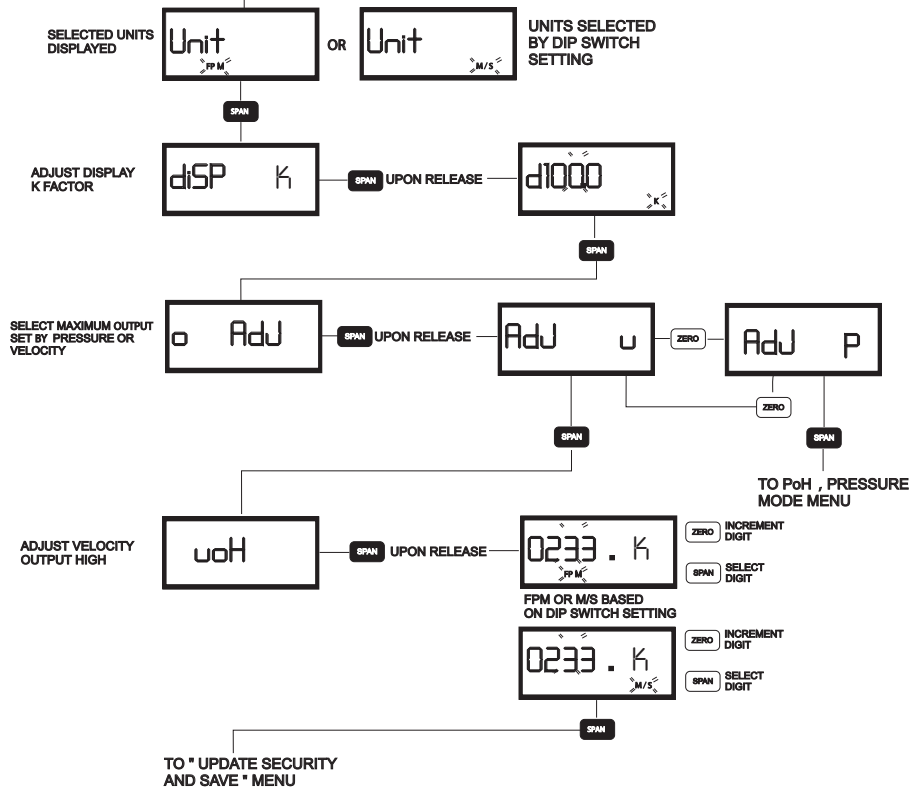 SELECTED UNITS
DISPLAYED
Unit
FPM
OR
Unit
M/S
UNITS SELECTED
BY DIP SWITCH
SETTING
SPAN
ADJUST DISPLAY
K FACTOR
diSP K
SPAN
UPON RELEASE
d1000
K
SPAN
SELECT MAXIMUM OUTPUT
SET BY PRESSURE OR
VELOCITY
o AdJ
SPAN
UPON RELEASE
AdJ u
ZERO
AdJ P
ZERO
SPAN
SPAN
TO PoH , PRESSURE
MODE MENU
ADJUST VELOCITY
OUTPUT HIGH
uoH
SPAN
UPON RELEASE
0233 . K
FPM
ZERO
INCREMENT
DIGIT
SPAN
SELECT
DIGIT
FPM OR M/S BASED
ON DIP SWITCH SETTING
0233 . K
M/S
ZERO
INCREMENT
DIGIT
SPAN
SELECT
DIGIT
SPAN
TO " UPDATE SECURITY
AND SAVE " MENU